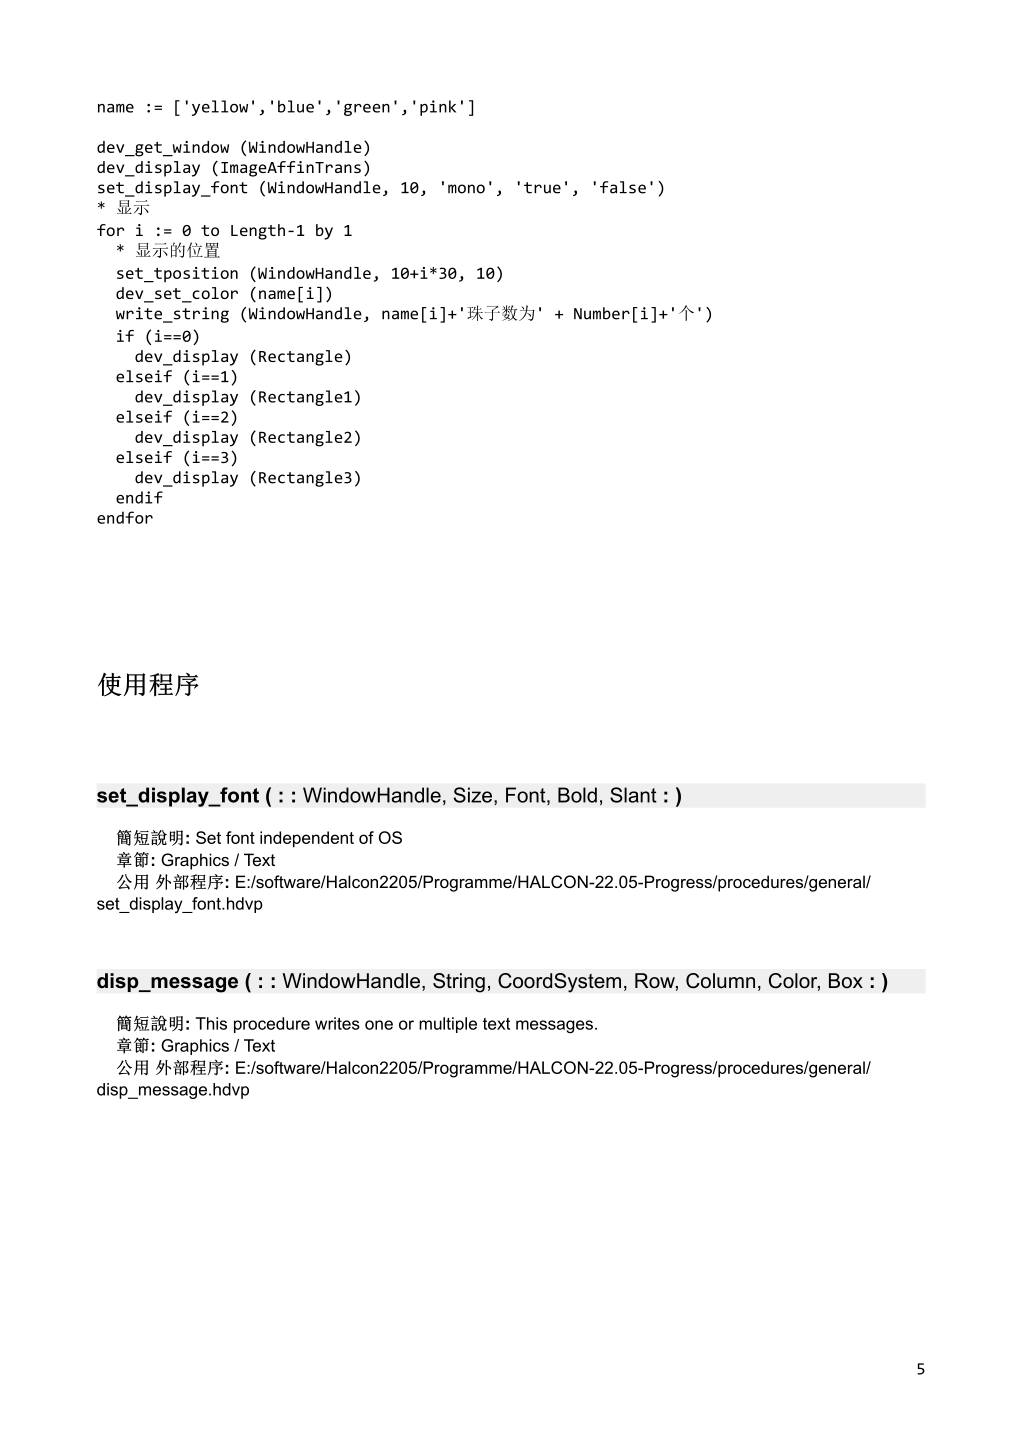 name := ['yellow','blue','green','pink']
dev_get_window (WindowHandle)
dev_display (ImageAffinTrans)
set_display_font (WindowHandle, 10, 'mono', 'true', 'false')
* 显示
for i := 0 to Length-1 by 1
  * 显示的位置
  set_tposition (WindowHandle, 10+i*30, 10)
  dev_set_color (name[i])
  write_string (WindowHandle, name[i]+'珠子数为' + Number[i]+'个')
  if (i==0)
    dev_display (Rectangle)
  elseif (i==1)
    dev_display (Rectangle1)
  elseif (i==2)
    dev_display (Rectangle2)
  elseif (i==3)
    dev_display (Rectangle3)
  endif
endfor
使用程序
set_display_font ( : : WindowHandle, Size, Font, Bold, Slant : )
簡短說明: Set font independent of OS
章節: Graphics / Text
公用 外部程序: E:/software/Halcon2205/Programme/HALCON-22.05-Progress/procedures/general/
set_display_font.hdvp
disp_message ( : : WindowHandle, String, CoordSystem, Row, Column, Color, Box : )
簡短說明: This procedure writes one or multiple text messages.
章節: Graphics / Text
公用 外部程序: E:/software/Halcon2205/Programme/HALCON-22.05-Progress/procedures/general/
disp_message.hdvp
5